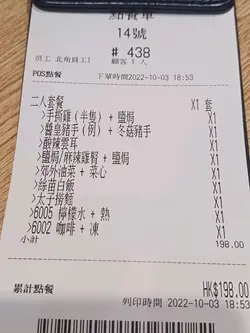 點餐單
14號
# 438
員工 北角員工1 顧客 1 人
POS點餐 下單時間2022-10-03 18:53
二人套餐 X1 套
>手撕雞(半隻) + 鹽焗 X1
>醬皇豬手(例) + 冬菇豬手 X1
>酸辣雲耳 X1
>鹽焗/麻辣雞腎 + 鹽焗 X1
>郊外油菜 + 菜心 X1
>絲苗白飯 X1
>太子撈麵 X1
>6005 檸檬水 + 熱 X1
>6002 咖啡 + 凍 X1
小計 198.00
累計點餐 HK$198.00
列印時間 2022-10-03 18:53